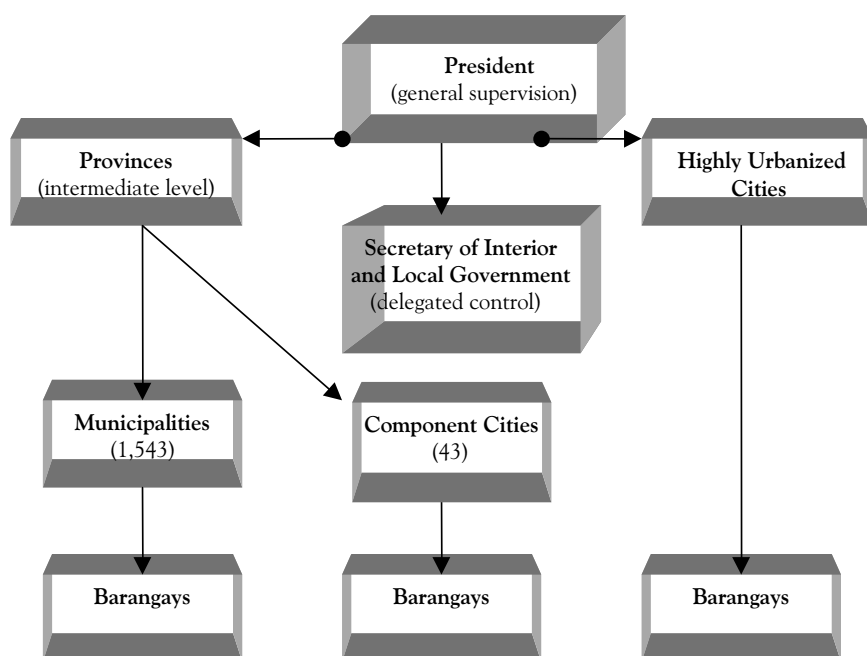 President
(general supervision)
Provinces
(intermediate level)
Highly Urbanized
Cities
Secretary of Interior
and Local Government
(delegated control)
Municipalities
(1,543)
Component Cities
(43)
Barangays
Barangays
Barangays